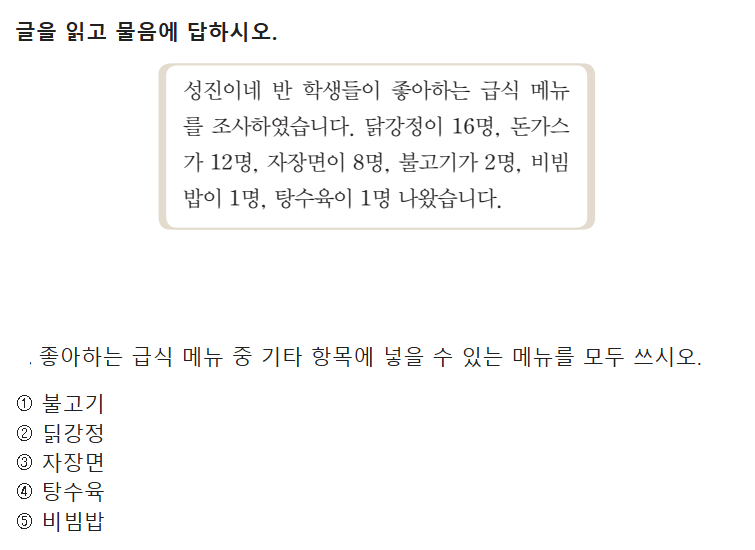 글을 읽고 물음에 답하시오.
성진이네 반 학생들이 좋아하는 급식 메뉴
를 조사하였습니다. 닭강정이 16명, 돈가스
가 12명, 자장면이 8명, 불고기가 2명, 비빔
밥이 1명, 탕수육이 1명 나왔습니다.
. 좋아하는 급식 메뉴 중 기타 항목에 넣을 수 있는 메뉴를 모두 쓰시오.
① 불고기
② 닭강정
③ 자장면
④ 탕수육
⑤ 비빔밥